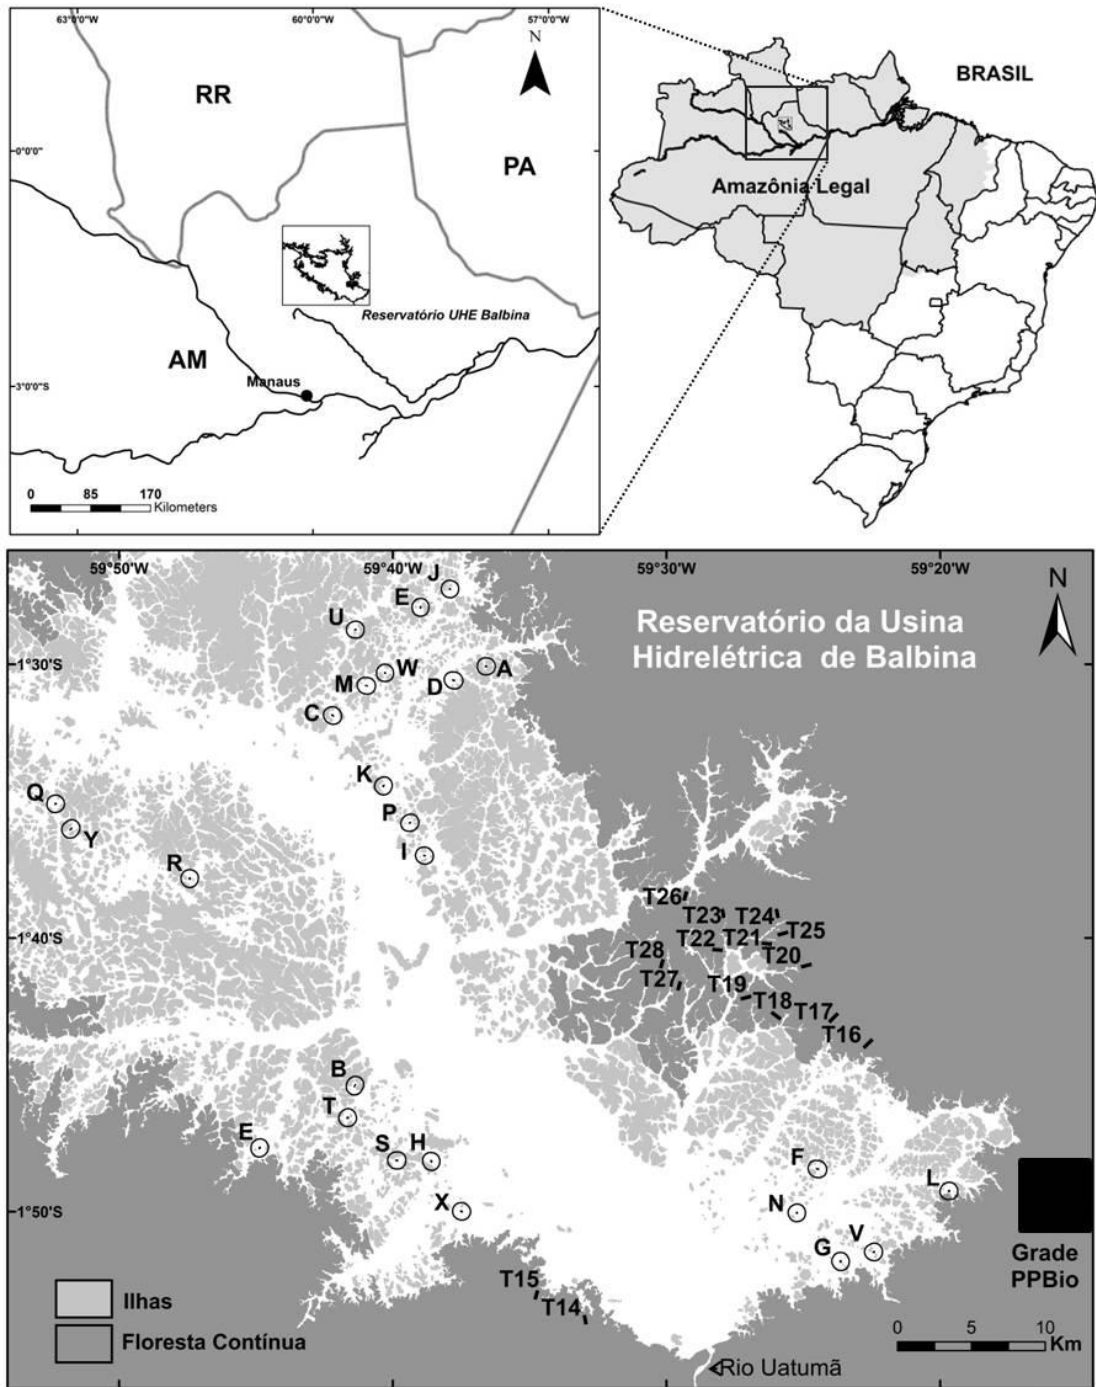 63°0'0"W
60°0'0"W
57°0'0"W
N
RR
BRASIL
0°0'0"
PA
Amazônia Legal
Reservatório UHE Balbina
AM
Manaus
3°0'0"S
0 85 170
Kilometers
59°50'W
59°40'W
59°30'W
59°20'W
N
J
E
U
Reservatório da Usina
Hidrelétrica de Balbina
1°30'S
W
A
M
D
C
K
Q
P
Y
I
R
T26
T23
T24
T25
1°40'S
T22
T21
T20
T28
T27
T19
T18
T17
T16
B
T
E
S
H
F
L
X
1°50'S
N
V
G
Grade
PPBio
T15
T14
Ilhas
Floresta Contínua
0 5 10
Km
Rio Uatumã